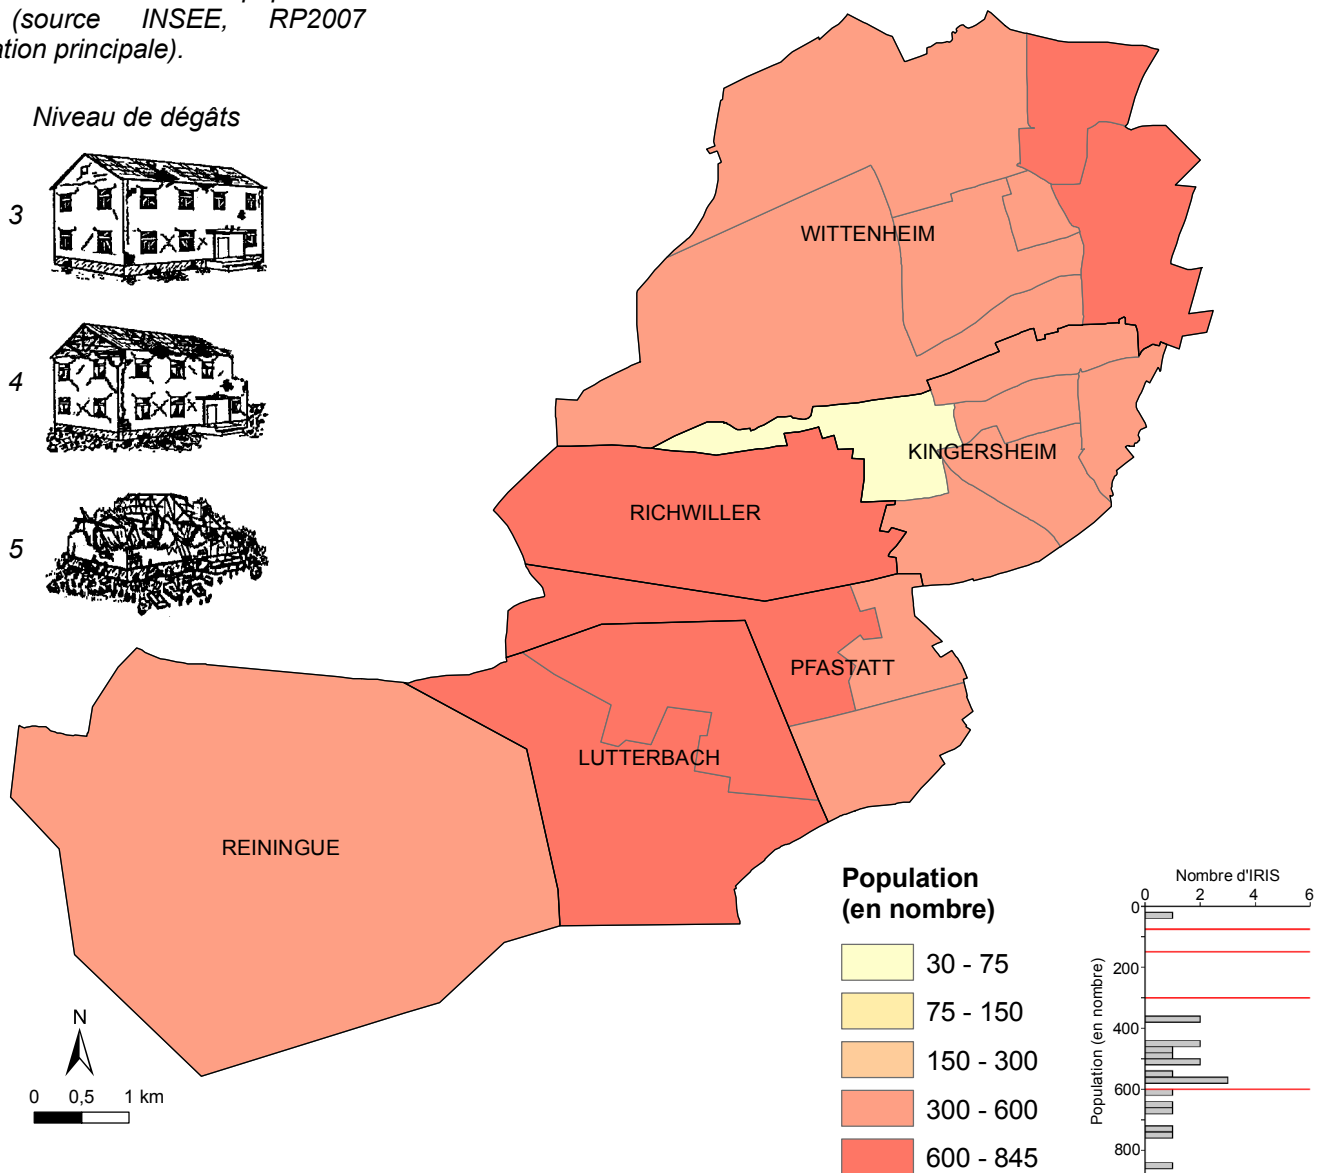 (source INSEE, RP2007
ation principale).
Niveau de dégâts
3
4
5
WITTENHEIM
KINGERSHEIM
RICHWILLER
PFASTATT
LUTTERBACH
REININGUE
N
0 0,5 1 km
Population
(en nombre)
30 - 75
75 - 150
150 - 300
300 - 600
600 - 845
Nombre d'IRIS
0 2 4 6
0
200
400
600
800
Population (en nombre)